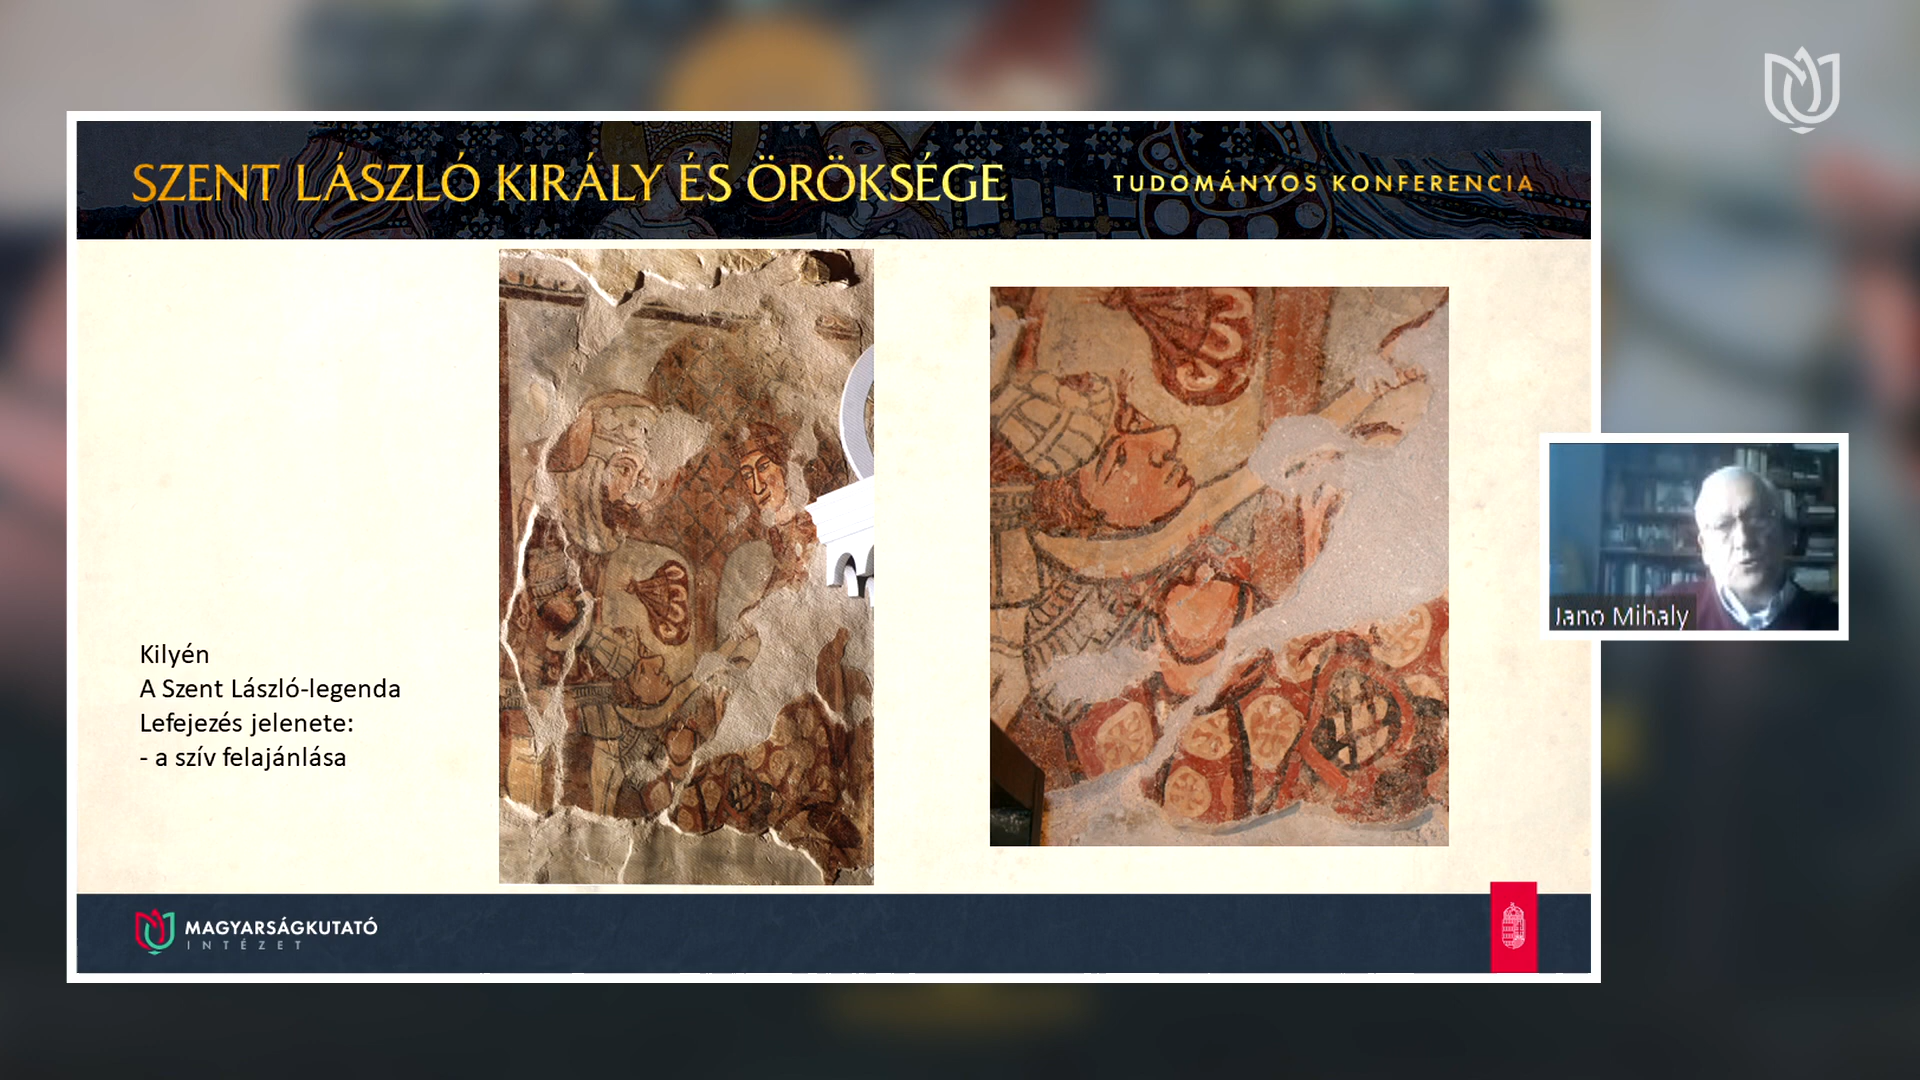 SZENT LÁSZLÓ KIRÁLY ÉS ÖRÖKSÉGE
TUDOMÁNYOS KONFERENCIA
Kilyén
A Szent László-legenda
Lefejezés jelenete:
- a szív felajánlása
Jano Mihaly
MAGYARSÁGKUTATÓ
INTÉZET